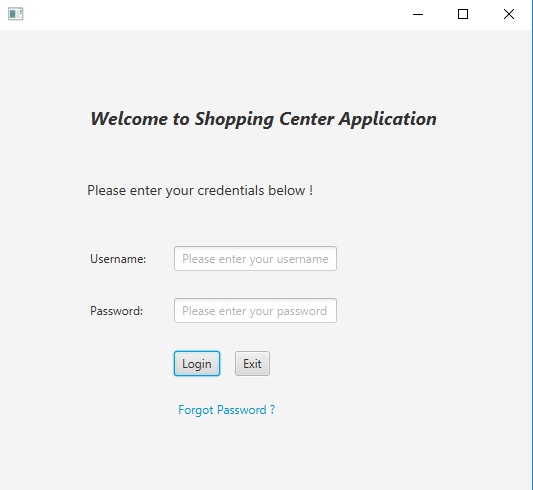 Welcome to Shopping Center Application
Please enter your credentials below !
Username: Please enter your username
Password: Please enter your password
Login Exit
Forgot Password ?